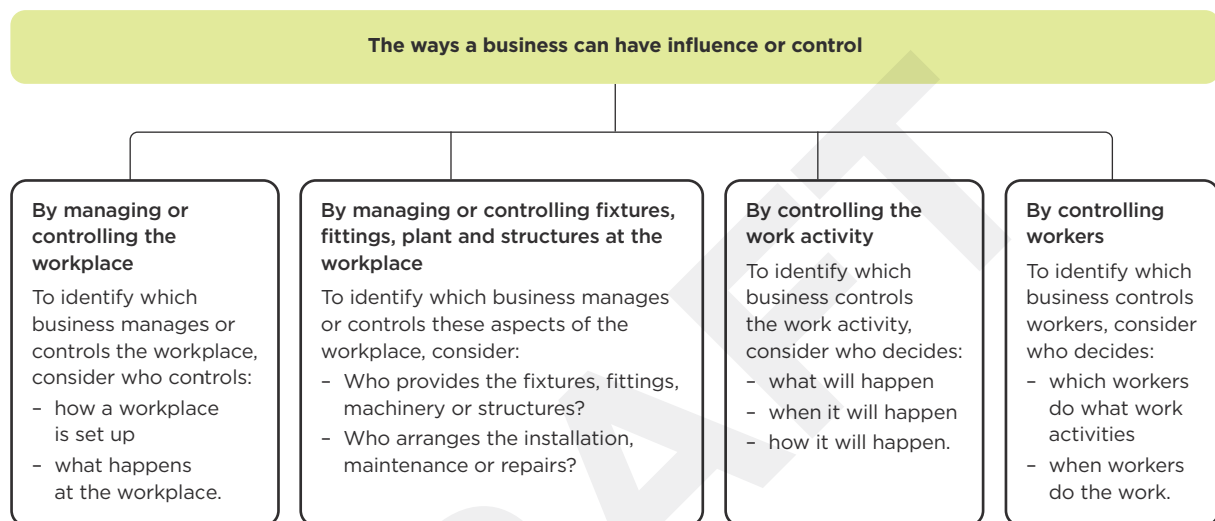 The ways a business can have influence or control
By managing or
controlling the
workplace
To identify which
business manages or
controls the workplace,
consider who controls:
– how a workplace
is set up
– what happens
at the workplace.
By managing or controlling fixtures,
fittings, plant and structures at the
workplace
To identify which business manages
or controls these aspects of the
workplace, consider:
– Who provides the fixtures, fittings,
machinery or structures?
– Who arranges the installation,
maintenance or repairs?
By controlling the
work activity
To identify which
business controls
the work activity,
consider who decides:
– what will happen
– when it will happen
– how it will happen.
By controlling
workers
To identify which
business controls
workers, consider
who decides:
– which workers
do what work
activities
– when workers
do the work.